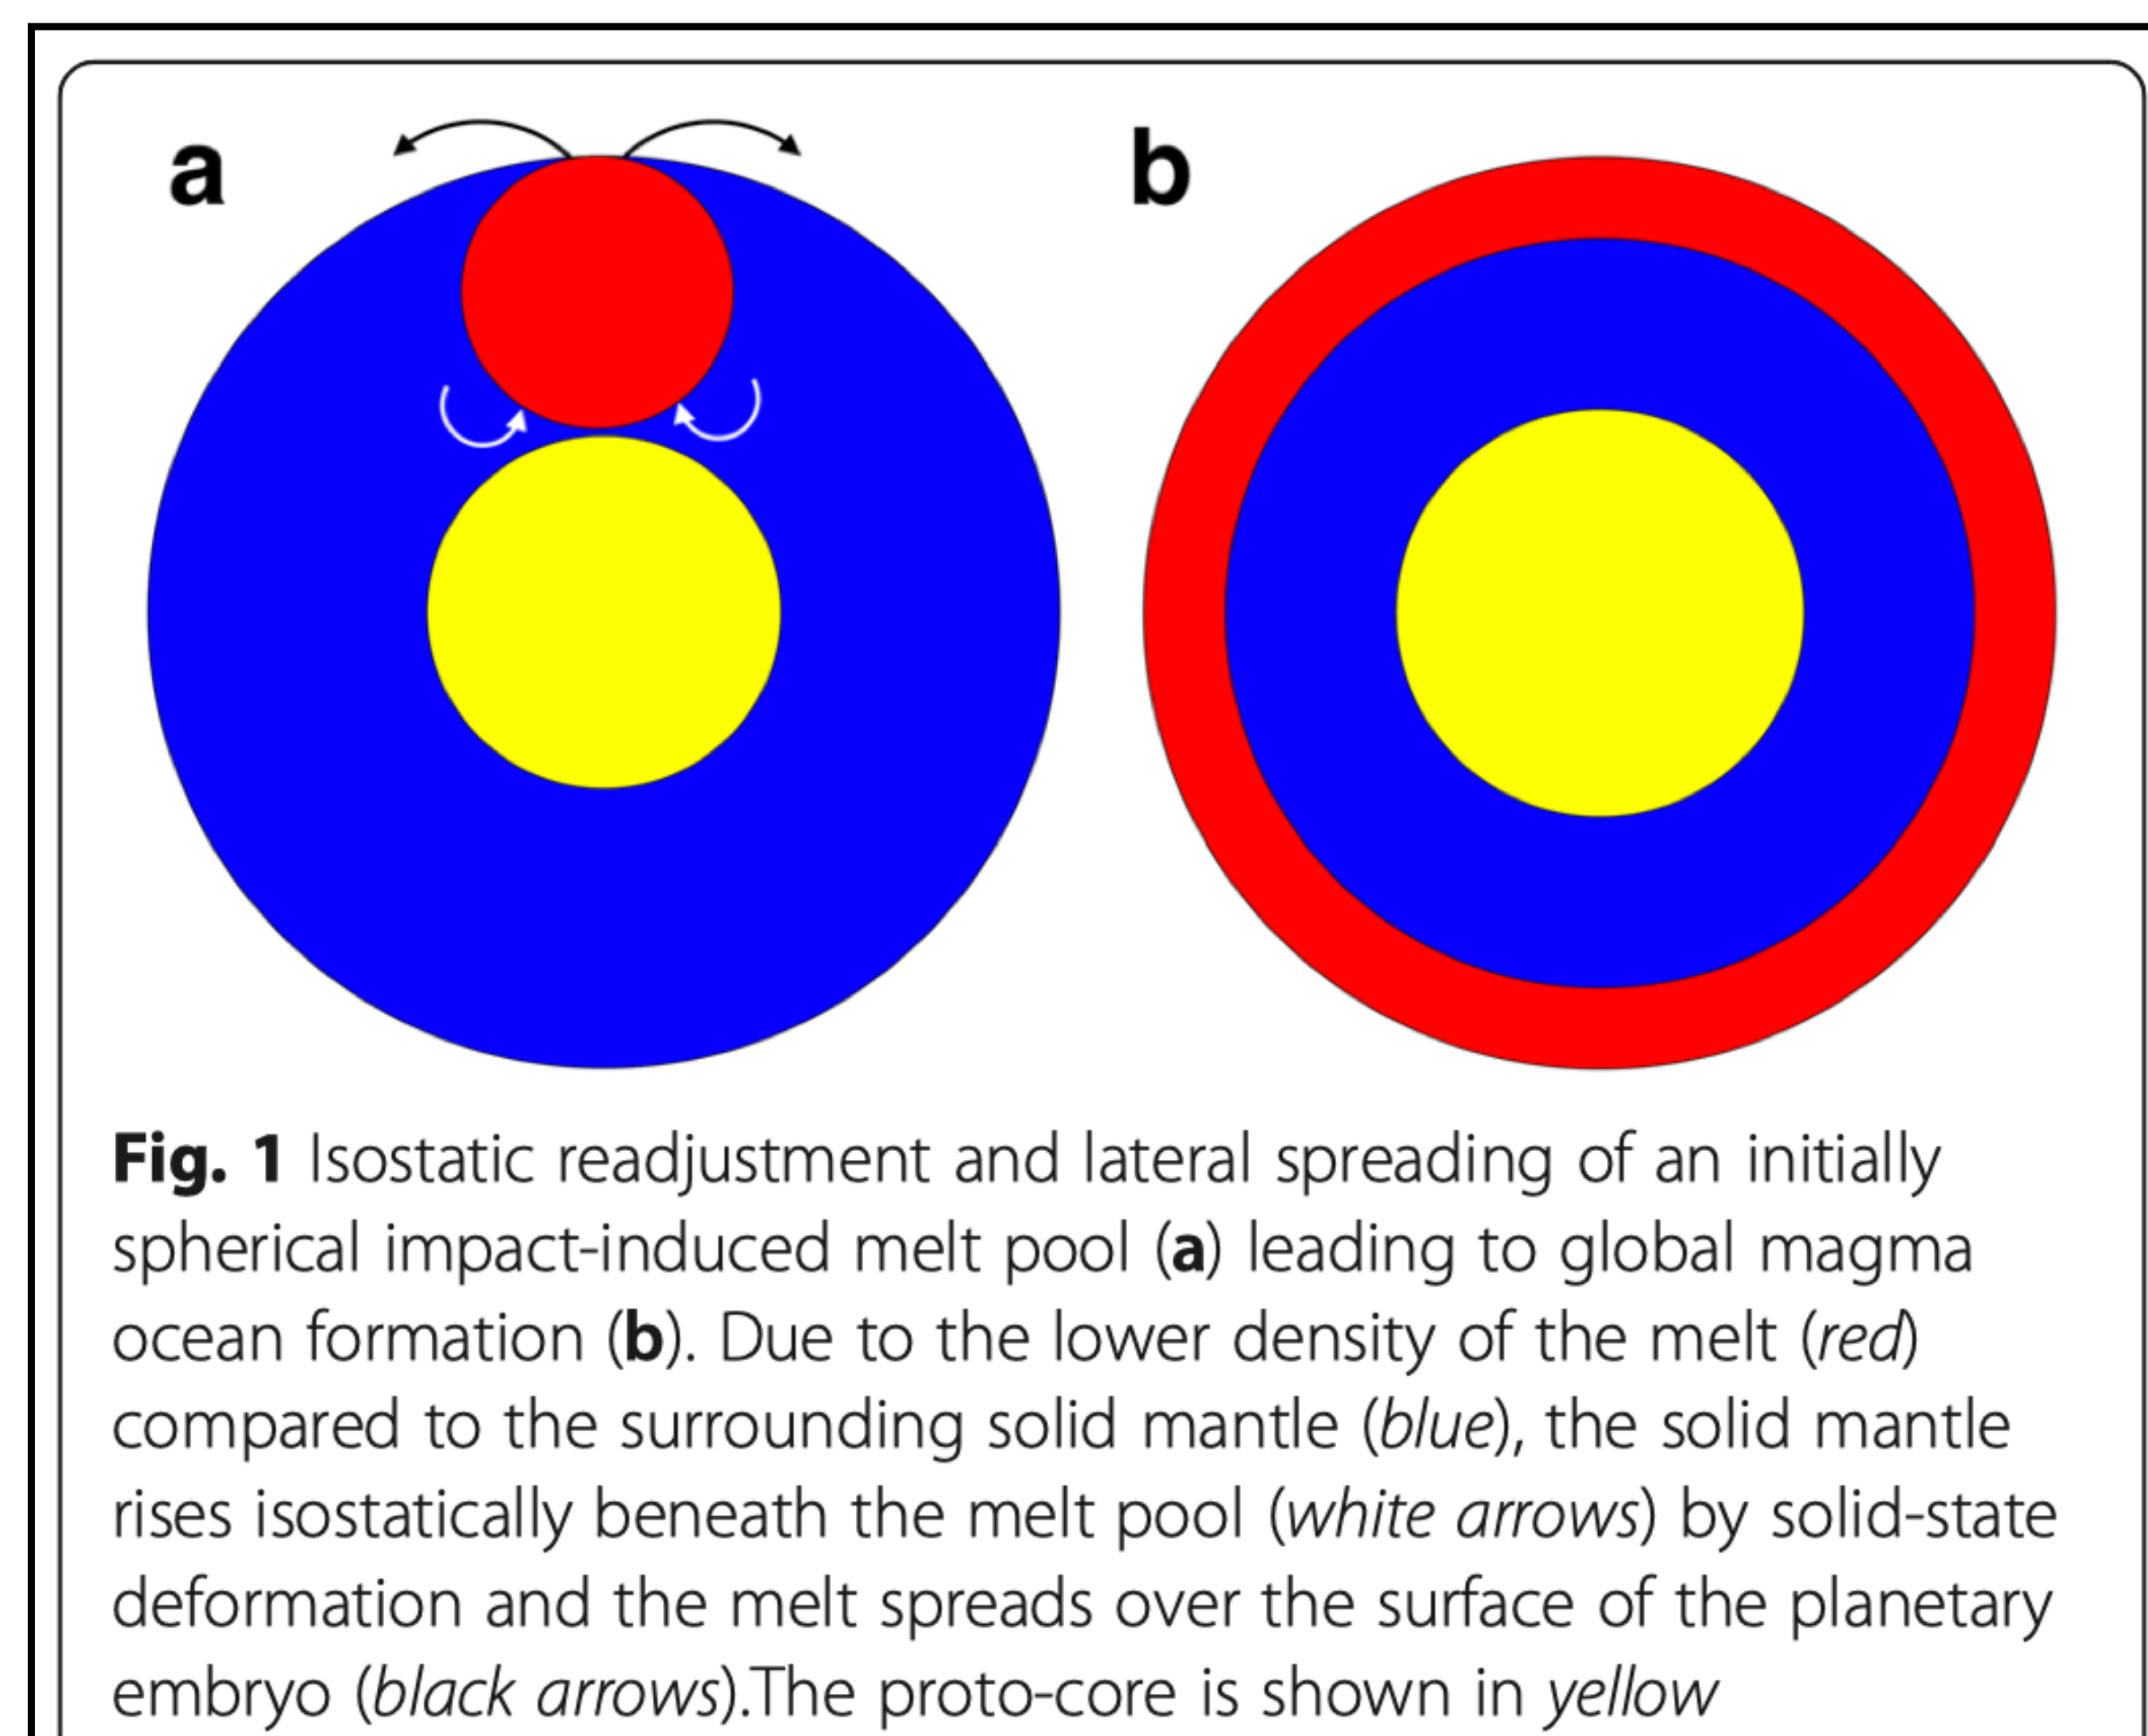 a
b
Fig. 1 Isostatic readjustment and lateral spreading of an initially
spherical impact-induced melt pool (a) leading to global magma
ocean formation (b). Due to the lower density of the melt (red)
compared to the surrounding solid mantle (blue), the solid mantle
rises isostatically beneath the melt pool (white arrows) by solid-state
deformation and the melt spreads over the surface of the planetary
embryo (black arrows).The proto-core is shown in yellow